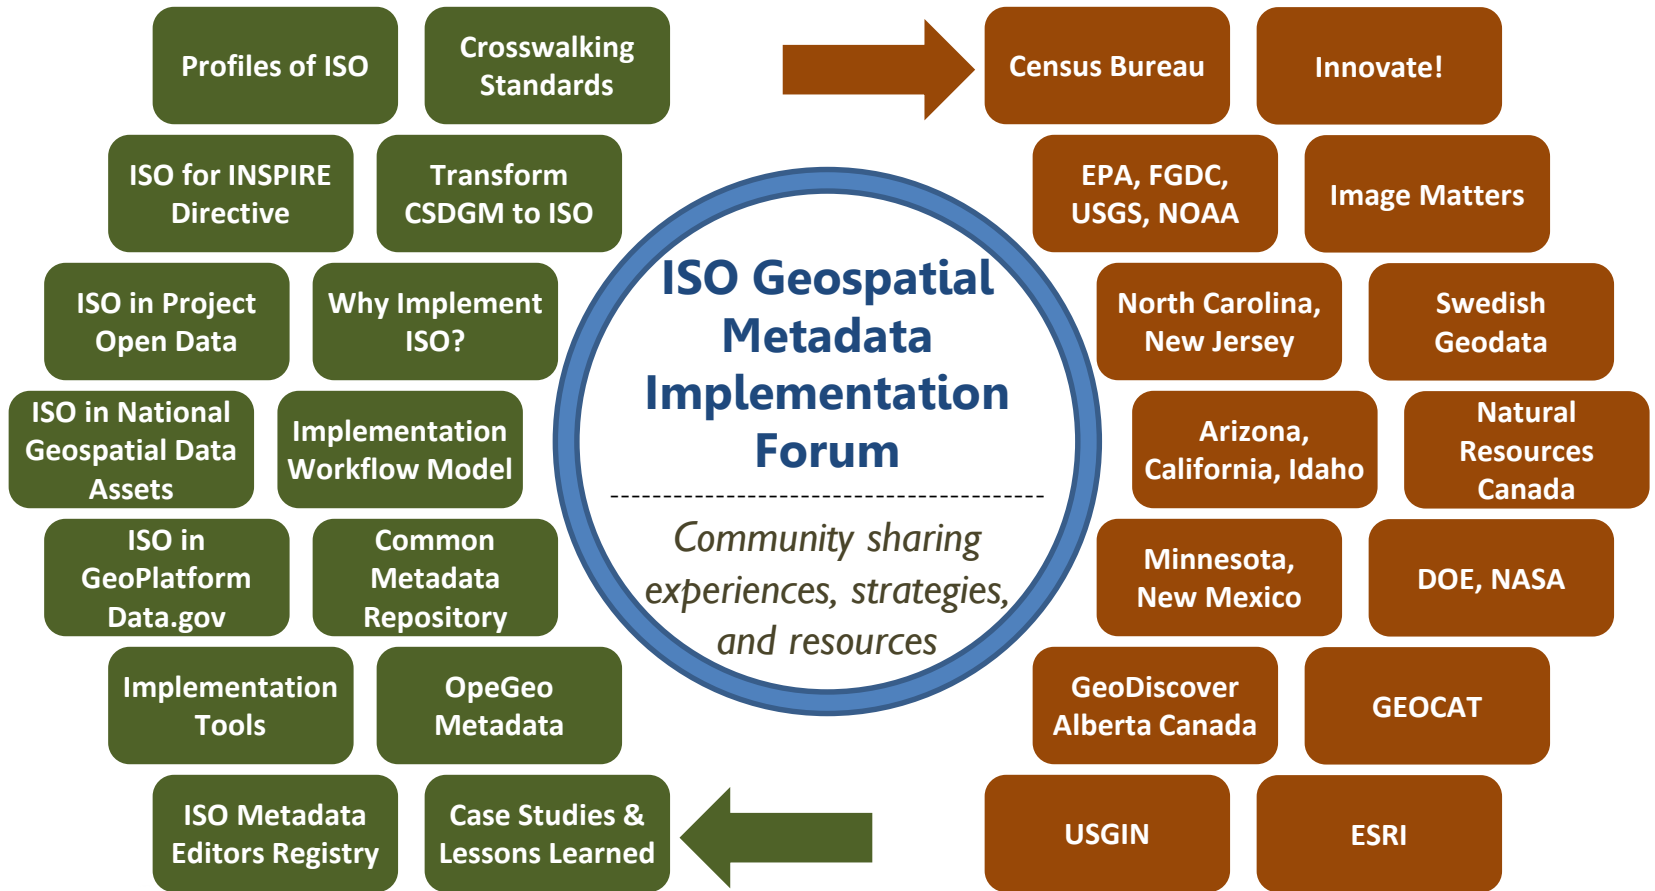 Profiles of ISO
Crosswalking
Standards
Census Bureau
Innovate!
ISO for INSPIRE
Directive
Transform
CSDGM to ISO
EPA, FGDC,
USGS, NOAA
Image Matters
ISO in Project
Open Data
Why Implement
ISO?
ISO Geospatial
Metadata
Implementation
Forum
Community sharing
experiences, strategies,
and resources
North Carolina,
New Jersey
Swedish
Geodata
ISO in National
Geospatial Data
Assets
Implementation
Workflow Model
Arizona,
California, Idaho
Natural
Resources
Canada
ISO in
GeoPlatform
Data.gov
Common
Metadata
Repository
Minnesota,
New Mexico
DOE, NASA
Implementation
Tools
OpeGeo
Metadata
GeoDiscover
Alberta Canada
GEOCAT
ISO Metadata
Editors Registry
Case Studies &
Lessons Learned
USGIN
ESRI